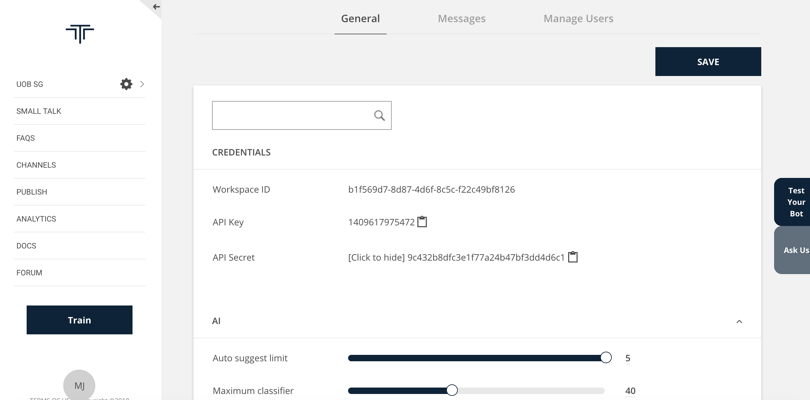 General Messages Manage Users
SAVE
UOB SG
SMALL TALK
FAQS
CHANNELS
PUBLISH
ANALYTICS
DOCS
FORUM
Train
MJ
CREDENTIALS
Workspace ID b1f569d7-8d87-4d6f-8c5c-f22c49bf8126
API Key 1409617975472
API Secret [Click to hide] 9c432b8dfc3e1f77a24b47bf3dd4d6c1
AI
Auto suggest limit 5
Maximum classifier 40
Test
Your
Bot
Ask Us